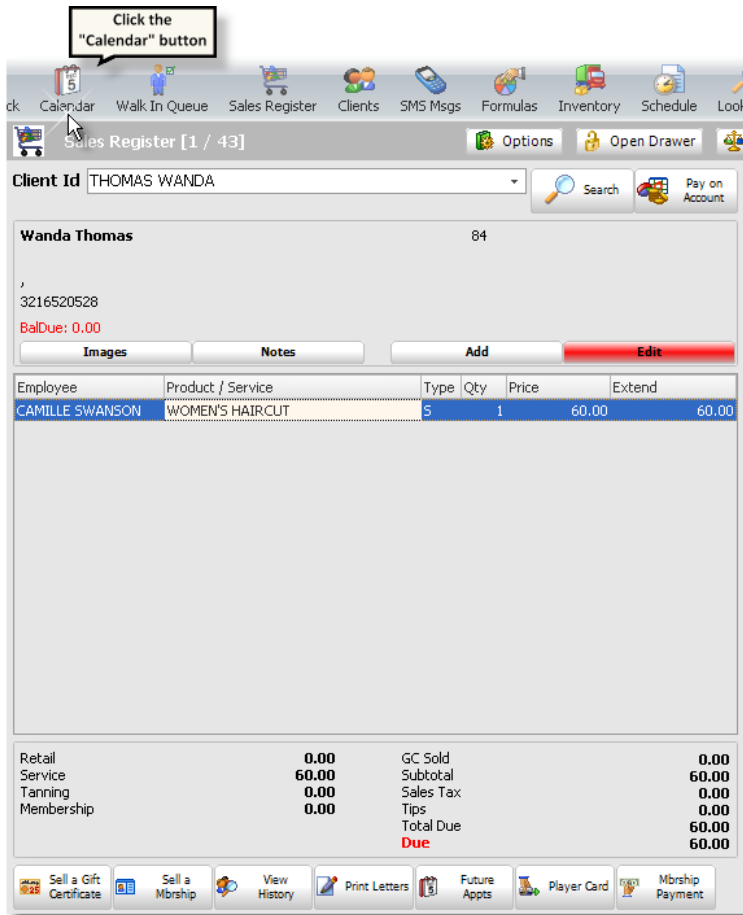 Click the
"Calendar" button
ck Calendar Walk In Queue Sales Register Clients SMS Msgs Formulas Inventory Schedule Look
Sales Register [1 / 43] Options Open Drawer
Client Id THOMAS WANDA Search Pay on
Account
Wanda Thomas 84
,
3216520528
BalDue: 0.00
Images Notes Add Edit
Employee Product / Service Type Qty Price Extend
CAMILLE SWANSON WOMEN'S HAIRCUT S 1 60.00 60.00
Retail 0.00 GC Sold 0.00
Service 60.00 Subtotal 60.00
Tanning 0.00 Sales Tax 0.00
Membership 0.00 Tips 0.00
Total Due 60.00
Due 60.00
Sell a Gift Sell a View Print Letters Future Player Card Mbrship
Certificate Mbrship History Appts Payment